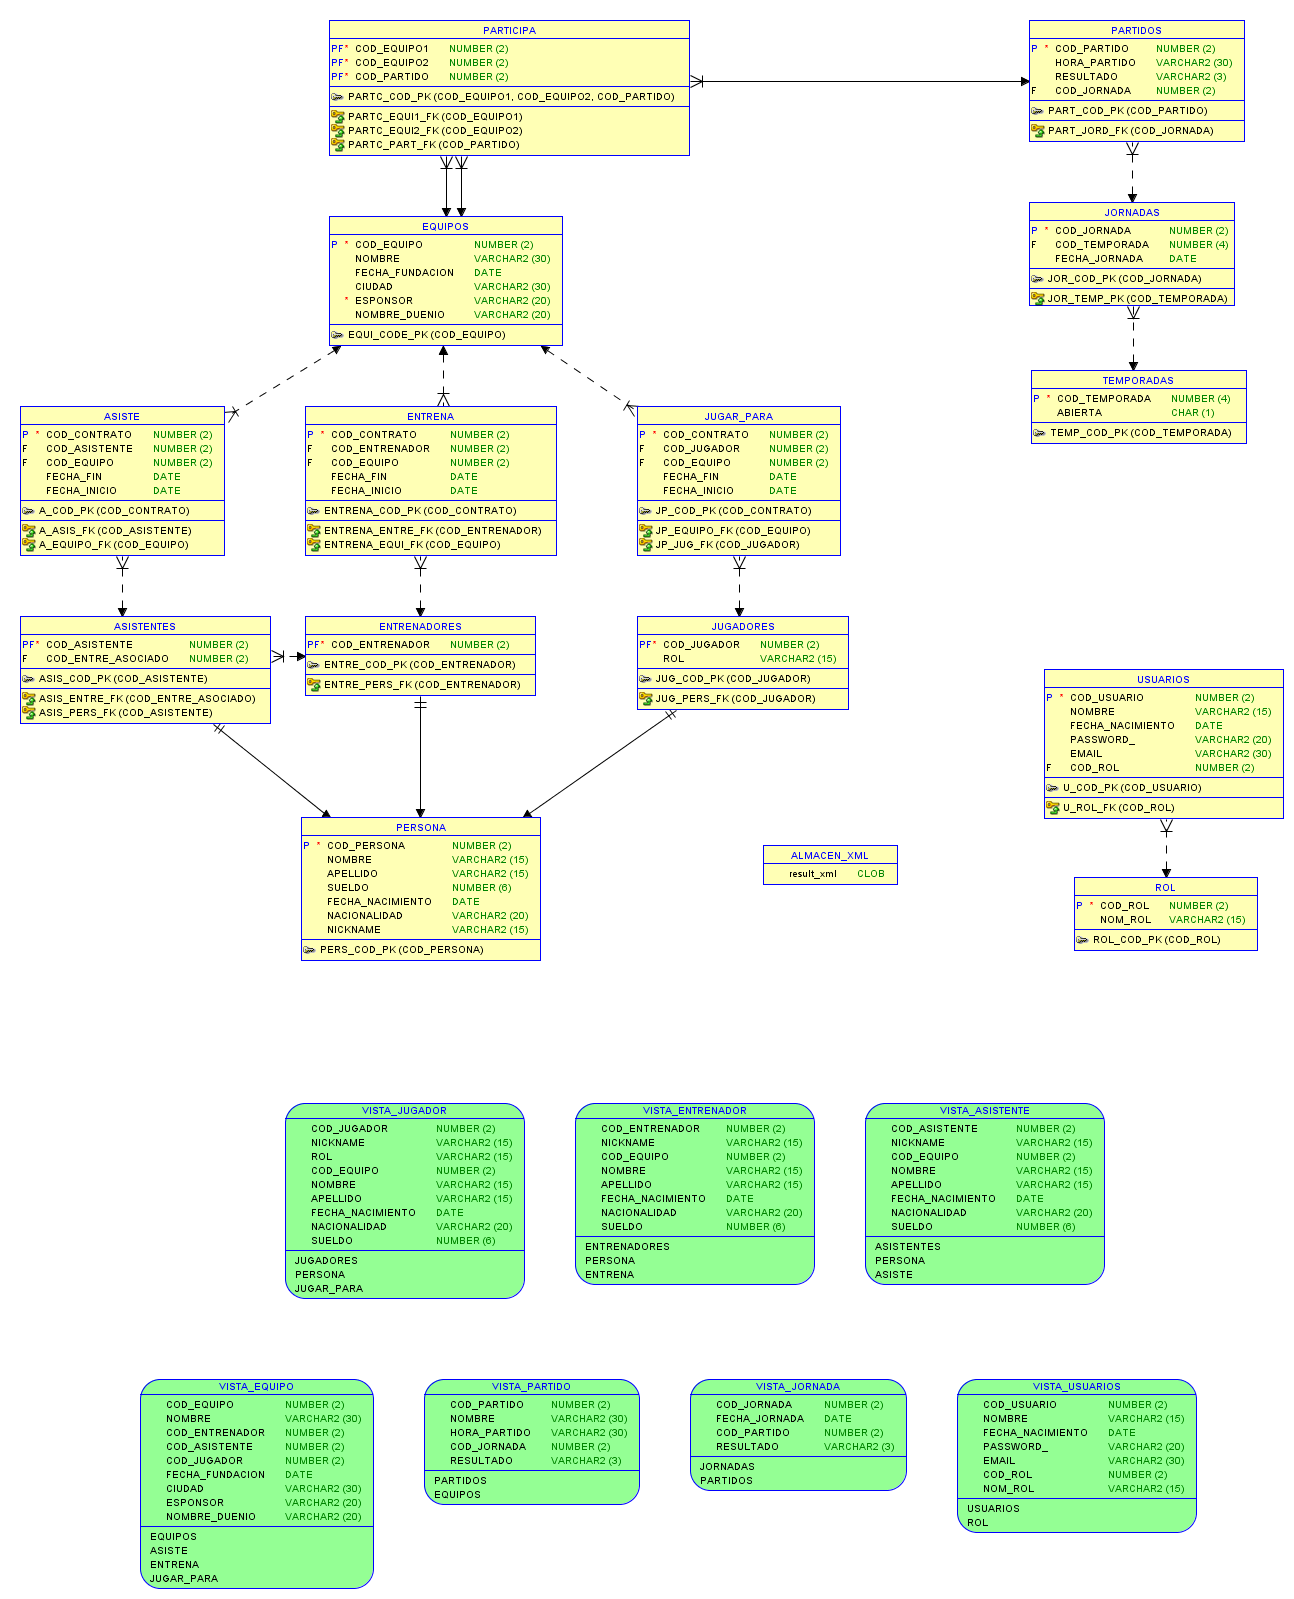 PARTICIPA
PF* COD_EQUIPO1 NUMBER (2)
PF* COD_EQUIPO2 NUMBER (2)
PF* COD_PARTIDO NUMBER (2)
PARTC_COD_PK (COD_EQUIPO1, COD_EQUIPO2, COD_PARTIDO)
PARTC_EQUI1_FK (COD_EQUIPO1)
PARTC_EQUI2_FK (COD_EQUIPO2)
PARTC_PART_FK (COD_PARTIDO)
PARTIDOS
P * COD_PARTIDO NUMBER (2)
HORA_PARTIDO VARCHAR2 (30)
RESULTADO VARCHAR2 (3)
F COD_JORNADA NUMBER (2)
PART_COD_PK (COD_PARTIDO)
PART_JORD_FK (COD_JORNADA)
EQUIPOS
P * COD_EQUIPO NUMBER (2)
NOMBRE VARCHAR2 (30)
FECHA_FUNDACION DATE
CIUDAD VARCHAR2 (30)
* ESPONSOR VARCHAR2 (20)
NOMBRE_DUENIO VARCHAR2 (20)
EQUI_CODE_PK (COD_EQUIPO)
JORNADAS
P * COD_JORNADA NUMBER (2)
F COD_TEMPORADA NUMBER (4)
FECHA_JORNADA DATE
JOR_COD_PK (COD_JORNADA)
JOR_TEMP_PK (COD_TEMPORADA)
TEMPORADAS
P * COD_TEMPORADA NUMBER (4)
ABIERTA CHAR (1)
TEMP_COD_PK (COD_TEMPORADA)
ASISTE
P * COD_CONTRATO NUMBER (2)
F COD_ASISTENTE NUMBER (2)
F COD_EQUIPO NUMBER (2)
FECHA_FIN DATE
FECHA_INICIO DATE
A_COD_PK (COD_CONTRATO)
A_ASIS_FK (COD_ASISTENTE)
A_EQUIPO_FK (COD_EQUIPO)
ENTRENA
P * COD_CONTRATO NUMBER (2)
F COD_ENTRENADOR NUMBER (2)
F COD_EQUIPO NUMBER (2)
FECHA_FIN DATE
FECHA_INICIO DATE
ENTRENA_COD_PK (COD_CONTRATO)
ENTRENA_ENTRE_FK (COD_ENTRENADOR)
ENTRENA_EQUI_FK (COD_EQUIPO)
JUGAR_PARA
P * COD_CONTRATO NUMBER (2)
F COD_JUGADOR NUMBER (2)
F COD_EQUIPO NUMBER (2)
FECHA_FIN DATE
FECHA_INICIO DATE
JP_COD_PK (COD_CONTRATO)
JP_EQUIPO_FK (COD_EQUIPO)
JP_JUG_FK (COD_JUGADOR)
ASISTENTES
PF* COD_ASISTENTE NUMBER (2)
F COD_ENTRE_ASOCIADO NUMBER (2)
ASIS_COD_PK (COD_ASISTENTE)
ASIS_ENTRE_FK (COD_ENTRE_ASOCIADO)
ASIS_PERS_FK (COD_ASISTENTE)
ENTRENADORES
PF* COD_ENTRENADOR NUMBER (2)
ENTRE_COD_PK (COD_ENTRENADOR)
ENTRE_PERS_FK (COD_ENTRENADOR)
JUGADORES
PF* COD_JUGADOR NUMBER (2)
ROL VARCHAR2 (15)
JUG_COD_PK (COD_JUGADOR)
JUG_PERS_FK (COD_JUGADOR)
USUARIOS
P * COD_USUARIO NUMBER (2)
NOMBRE VARCHAR2 (15)
FECHA_NACIMIENTO DATE
PASSWORD_ VARCHAR2 (20)
EMAIL VARCHAR2 (30)
F COD_ROL NUMBER (2)
U_COD_PK (COD_USUARIO)
U_ROL_FK (COD_ROL)
PERSONA
P * COD_PERSONA NUMBER (2)
NOMBRE VARCHAR2 (15)
APELLIDO VARCHAR2 (15)
SUELDO NUMBER (6)
FECHA_NACIMIENTO DATE
NACIONALIDAD VARCHAR2 (20)
NICKNAME VARCHAR2 (15)
PERS_COD_PK (COD_PERSONA)
ALMACEN_XML
result_xml CLOB
ROL
P * COD_ROL NUMBER (2)
NOM_ROL VARCHAR2 (15)
ROL_COD_PK (COD_ROL)
VISTA_JUGADOR
COD_JUGADOR NUMBER (2)
NICKNAME VARCHAR2 (15)
ROL VARCHAR2 (15)
COD_EQUIPO NUMBER (2)
NOMBRE VARCHAR2 (15)
APELLIDO VARCHAR2 (15)
FECHA_NACIMIENTO DATE
NACIONALIDAD VARCHAR2 (20)
SUELDO NUMBER (6)
JUGADORES
PERSONA
JUGAR_PARA
VISTA_ENTRENADOR
COD_ENTRENADOR NUMBER (2)
NICKNAME VARCHAR2 (15)
COD_EQUIPO NUMBER (2)
NOMBRE VARCHAR2 (15)
APELLIDO VARCHAR2 (15)
FECHA_NACIMIENTO DATE
NACIONALIDAD VARCHAR2 (20)
SUELDO NUMBER (6)
ENTRENADORES
PERSONA
ENTRENA
VISTA_ASISTENTE
COD_ASISTENTE NUMBER (2)
NICKNAME VARCHAR2 (15)
COD_EQUIPO NUMBER (2)
NOMBRE VARCHAR2 (15)
APELLIDO VARCHAR2 (15)
FECHA_NACIMIENTO DATE
NACIONALIDAD VARCHAR2 (20)
SUELDO NUMBER (6)
ASISTENTES
PERSONA
ASISTE
VISTA_EQUIPO
COD_EQUIPO NUMBER (2)
NOMBRE VARCHAR2 (30)
COD_ENTRENADOR NUMBER (2)
COD_ASISTENTE NUMBER (2)
COD_JUGADOR NUMBER (2)
FECHA_FUNDACION DATE
CIUDAD VARCHAR2 (30)
ESPONSOR VARCHAR2 (20)
NOMBRE_DUENIO VARCHAR2 (20)
EQUIPOS
ASISTE
ENTRENA
JUGAR_PARA
VISTA_PARTIDO
COD_PARTIDO NUMBER (2)
NOMBRE VARCHAR2 (30)
HORA_PARTIDO VARCHAR2 (30)
COD_JORNADA NUMBER (2)
RESULTADO VARCHAR2 (3)
PARTIDOS
EQUIPOS
VISTA_JORNADA
COD_JORNADA NUMBER (2)
FECHA_JORNADA DATE
COD_PARTIDO NUMBER (2)
RESULTADO VARCHAR2 (3)
JORNADAS
PARTIDOS
VISTA_USUARIOS
COD_USUARIO NUMBER (2)
NOMBRE VARCHAR2 (15)
FECHA_NACIMIENTO DATE
PASSWORD_ VARCHAR2 (20)
EMAIL VARCHAR2 (30)
COD_ROL NUMBER (2)
NOM_ROL VARCHAR2 (15)
USUARIOS
ROL